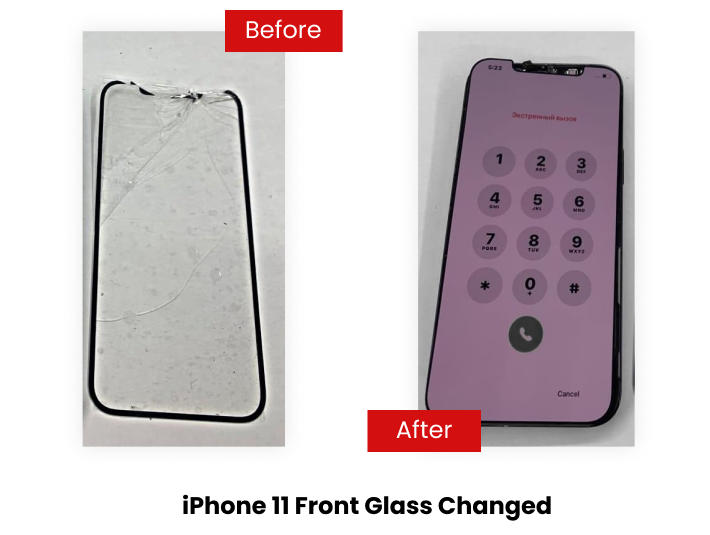 Before
5:22
Экстренный вызов
1
2
ABC
3
DEF
4
GHI
5
JKL
6
MNO
7
PQRS
8
TUV
9
WXYZ
*
0
+
#
Cancel
After
iPhone 11 Front Glass Changed